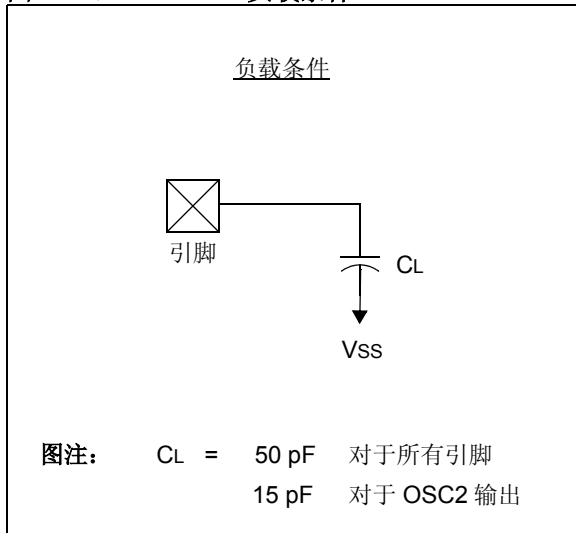 负载条件
引脚
CL
VSS
图注： CL = 50 pF 对于所有引脚
15 pF 对于 OSC2 输出